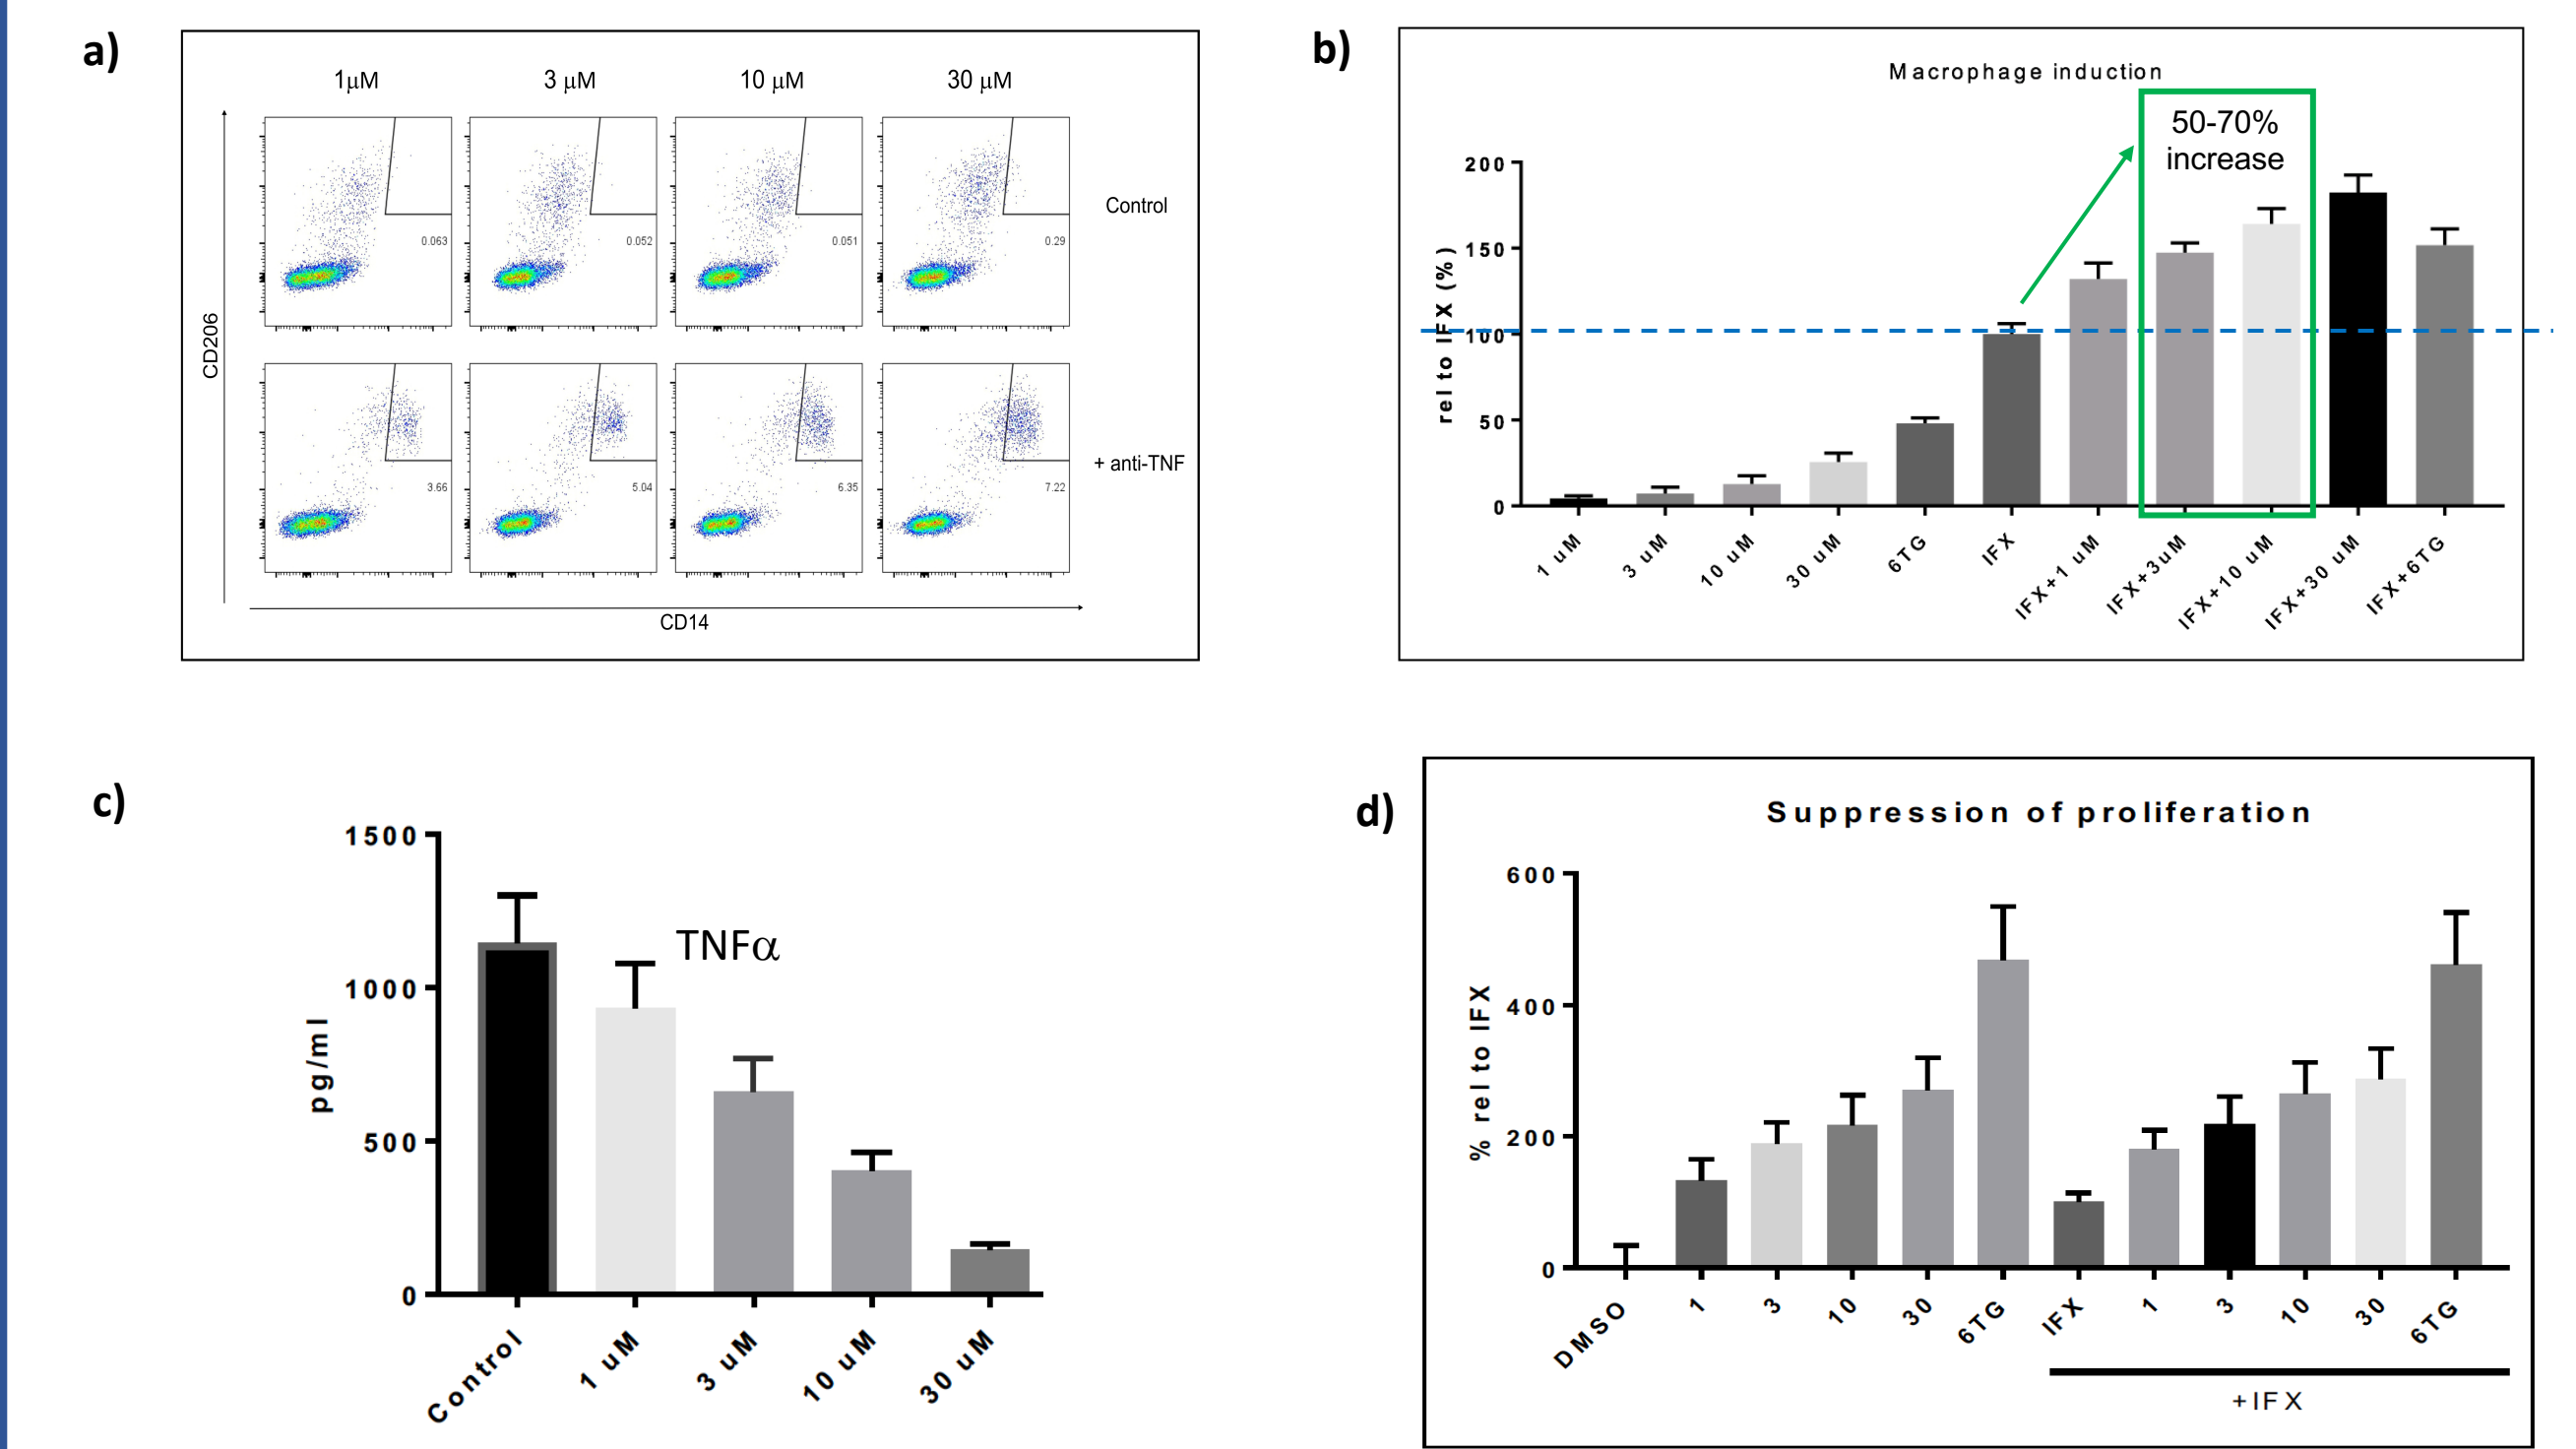 a)
1µM 3 µM 10 µM 30 µM
Control
0.063 0.052 0.051 0.29
CD206
+ anti-TNF
3.66 5.04 6.35 7.22
CD14
b)
Macrophage induction
50-70%
increase
rel to IFX (%)
200
150
100
50
0
1 uM 3 uM 10 uM 30 uM 6TG IFX IFX+1 uM IFX+3uM IFX+10 uM IFX+30 uM IFX+6TG
c)
TNFα
pg/ml
1500
1000
500
0
Control 1 uM 3 uM 10 uM 30 uM
d)
Suppression of proliferation
% rel to IFX
600
400
200
0
DMSO 1 3 10 30 6TG IFX 1 3 10 30 6TG
+IFX